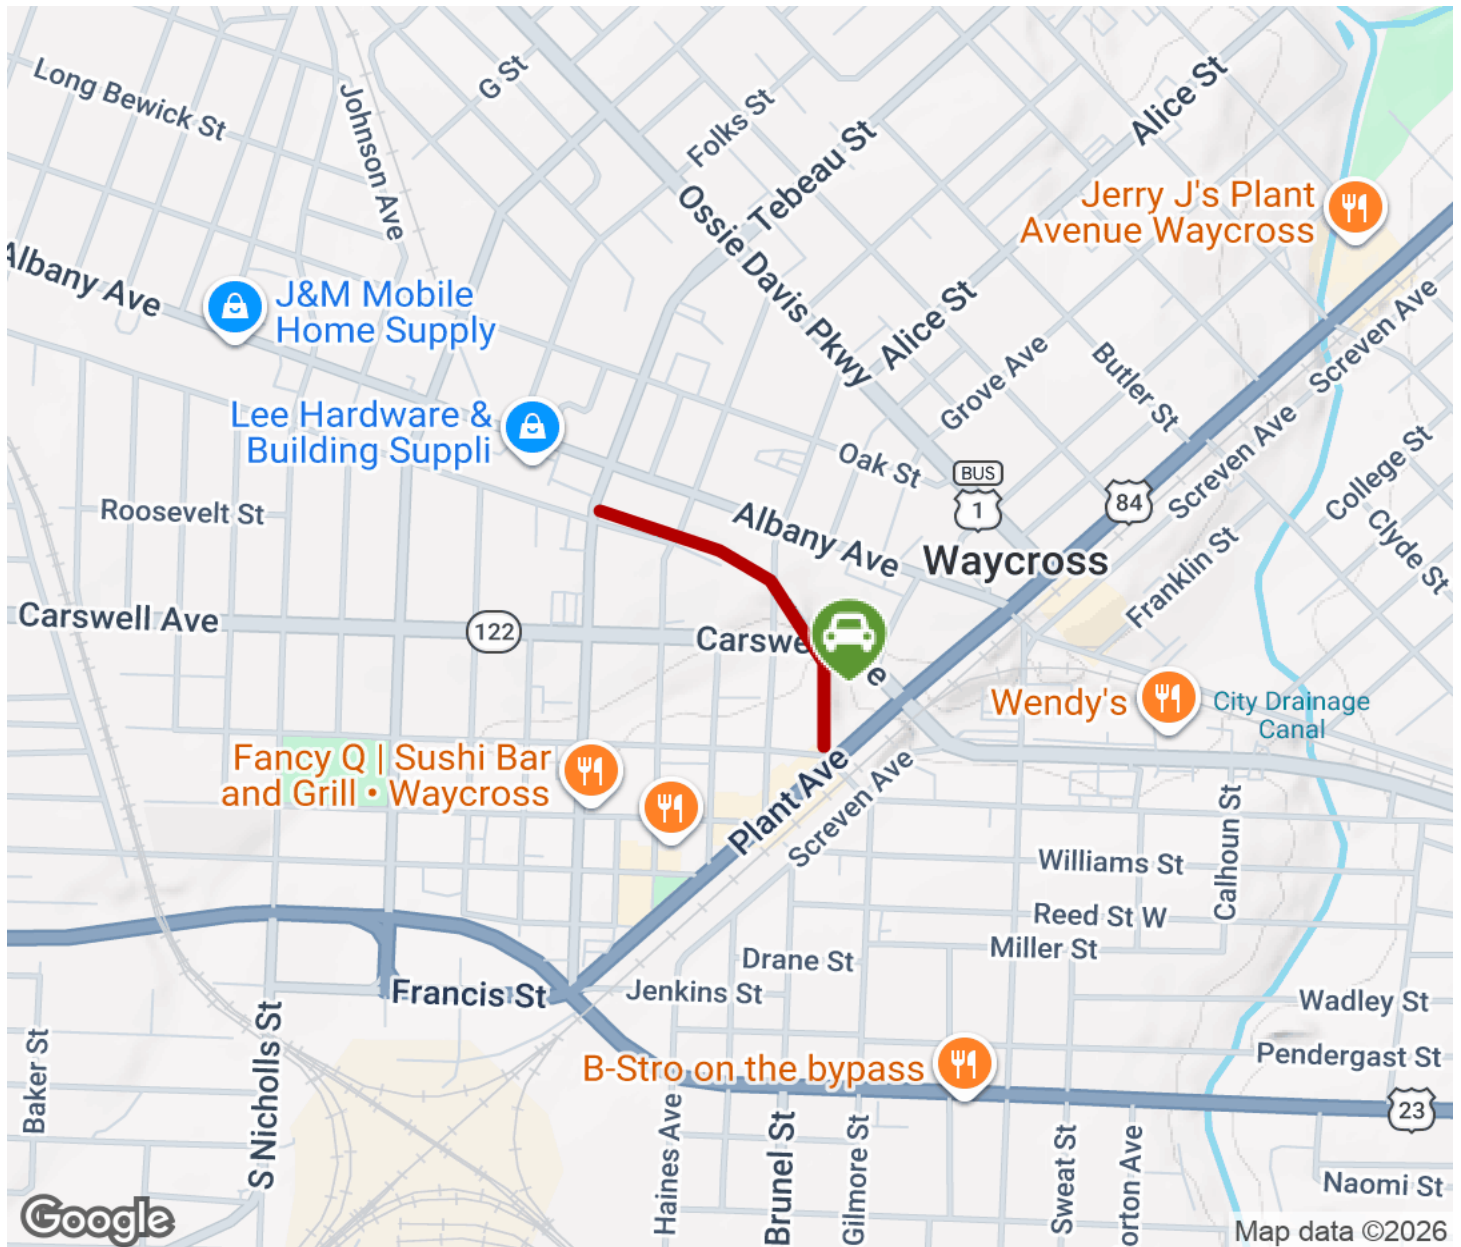 Long Bewick St
Johnson Ave
G St
Folks St
Tebeau St
Alice St
Ossie Davis Pkwy
Jerry J's Plant
Avenue Waycross
Albany Ave
J&M Mobile
Home Supply
Alice St
Grove Ave
Butler St
Screven Ave
Lee Hardware &
Building Suppli
Oak St
BUS
1
84
Screven Ave
College St
Clyde St
Roosevelt St
Albany Ave
Waycross
Franklin St
Carswell Ave
122
Carswe
e
Wendy's
City Drainage
Canal
Fancy Q | Sushi Bar
and Grill • Waycross
Plant Ave
Screven Ave
Williams St
Calhoun St
Reed St W
Miller St
Drane St
Francis St
Jenkins St
Wadley St
Pendergast St
B-Stro on the bypass
23
Baker St
S Nicholls St
Haines Ave
Brunel St
Gilmore St
Sweat St
orton Ave
Naomi St
Google
Map data ©2026